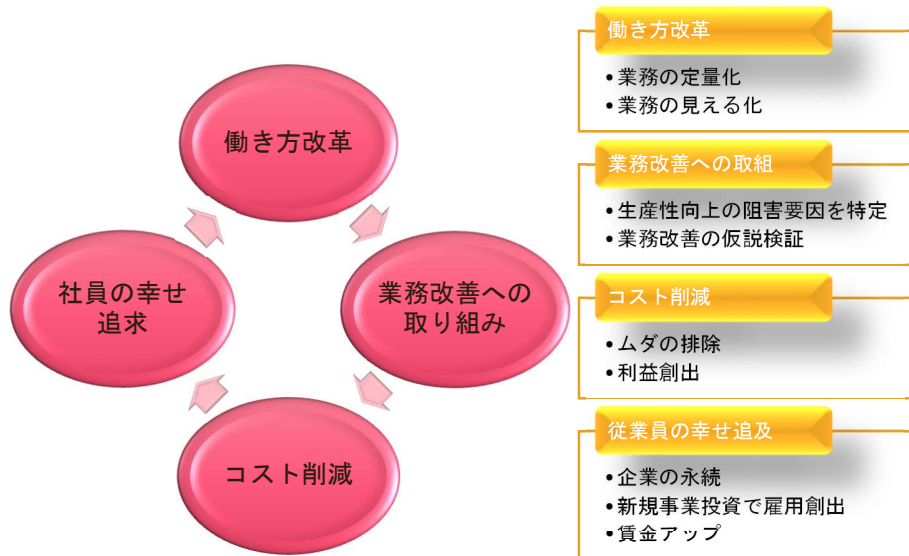 働き方改革
業務改善への
取り組み
コスト削減
社員の幸せ
追求
働き方改革
•業務の定量化
•業務の見える化
業務改善への取組
•生産性向上の阻害要因を特定
•業務改善の仮説検証
コスト削減
•ムダの排除
•利益創出
従業員の幸せ追及
•企業の永続
•新規事業投資で雇用創出
•賃金アップ